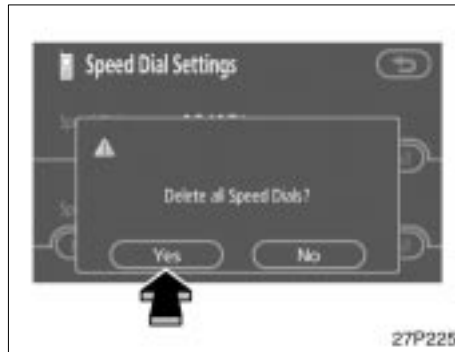 Speed Dial Settings
Delete all Speed Dials?
Yes
No
27P225